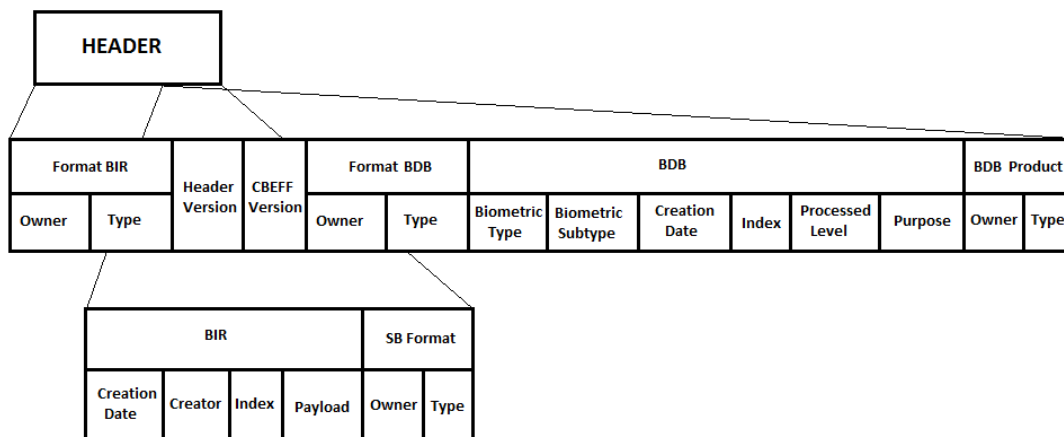 HEADER
Format BIR
Header
Version
CBEFF
Version
Format BDB
BDB
BDB Product
Owner
Type
Owner
Type
Biometric
Type
Biometric
Subtype
Creation
Date
Index
Processed
Level
Purpose
Owner
Type
BIR
SB Format
Creation
Date
Creator
Index
Payload
Owner
Type